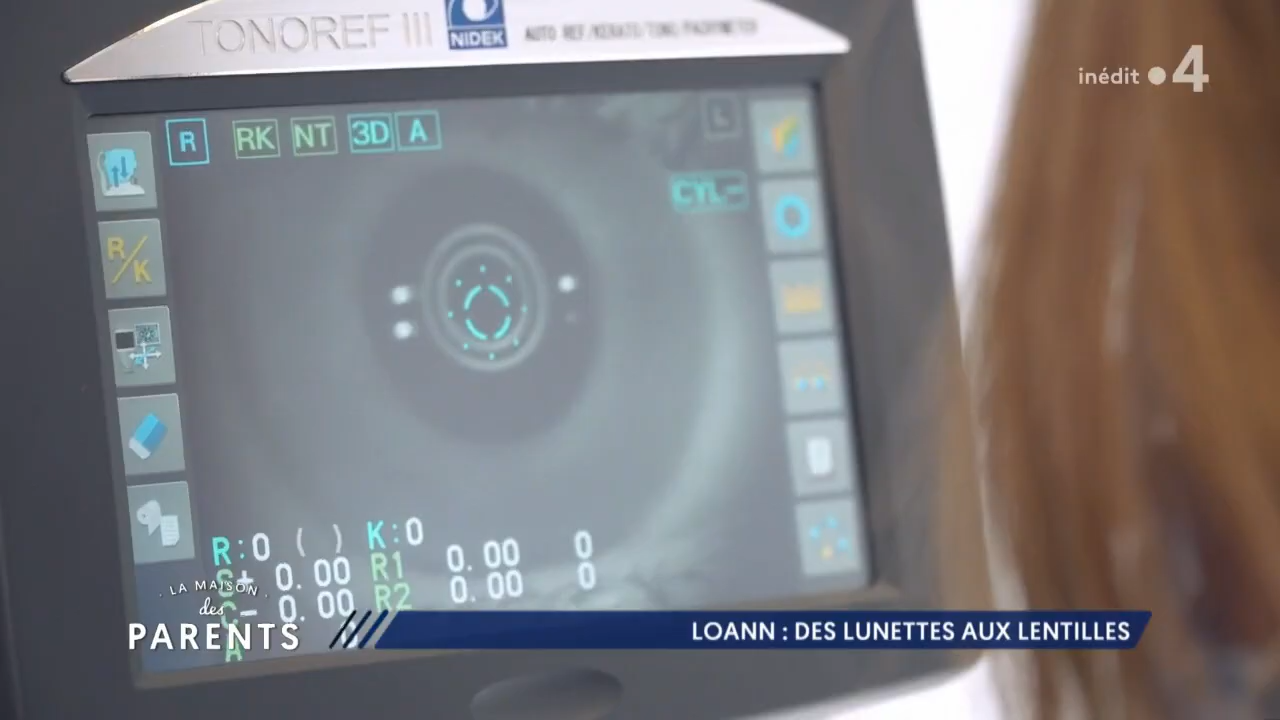 TONOREF III NIDEK AUTO REF/KERATO/TONO/PACHYMETER
inédit 4
R RK NT 3D A L
CYL-
R/K
R:0 ( ) K:0
S+ 0.00 R1 0.00 0
C- 0.00 R2 0.00 0
A
LA MAISON
des
PARENTS
LOANN : DES LUNETTES AUX LENTILLES